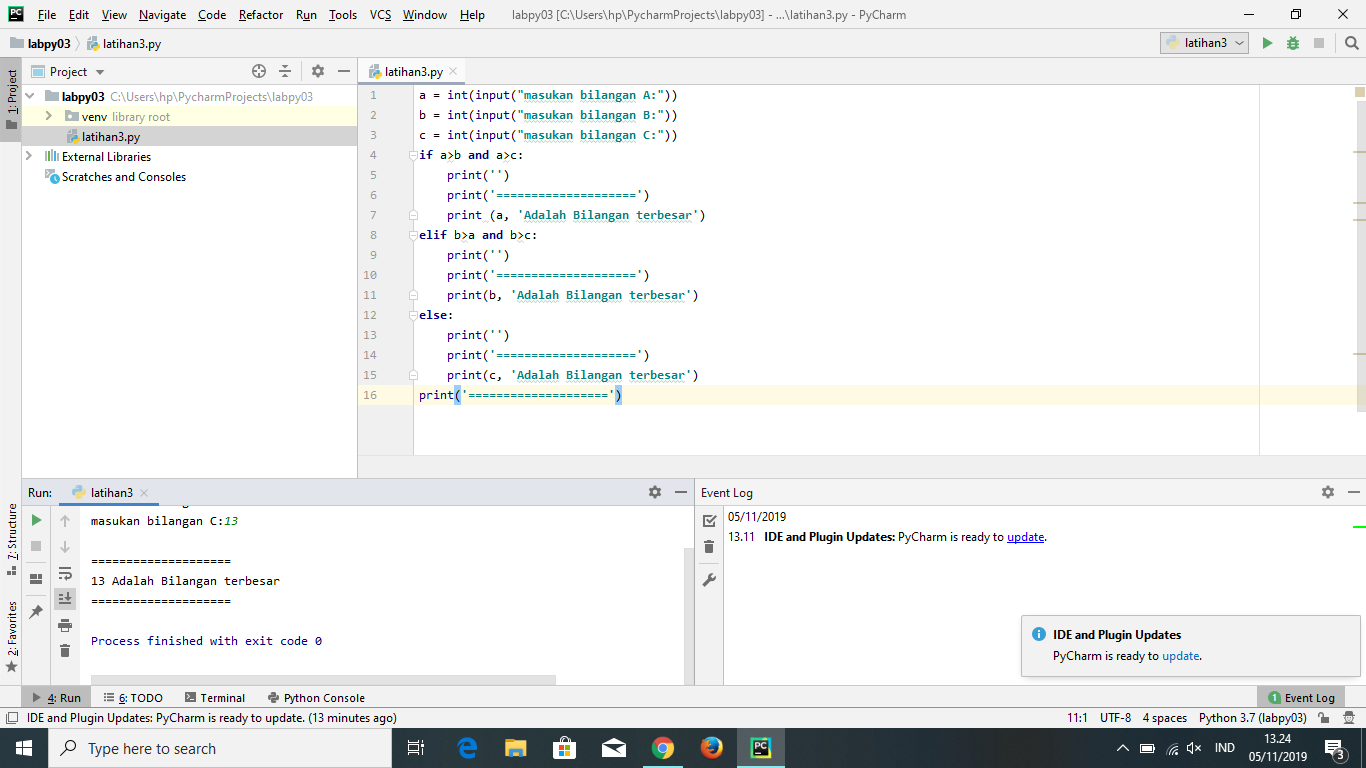 File Edit View Navigate Code Refactor Run Tools VCS Window Help labpy03 [C:\Users\hp\PycharmProjects\labpy03] - ...\latihan3.py - PyCharm
labpy03 latihan3.py latihan3
1: Project
Project
latihan3.py
labpy03 C:\Users\hp\PycharmProjects\labpy03
venv library root
latihan3.py
External Libraries
Scratches and Consoles
1 a = int(input("masukan bilangan A:"))
2 b = int(input("masukan bilangan B:"))
3 c = int(input("masukan bilangan C:"))
4 if a>b and a>c:
5     print('')
6     print('====================')
7     print (a, 'Adalah Bilangan terbesar')
8 elif b>a and b>c:
9     print('')
10     print('====================')
11     print(b, 'Adalah Bilangan terbesar')
12 else:
13     print('')
14     print('====================')
15     print(c, 'Adalah Bilangan terbesar')
16 print('====================')
7: Structure
2: Favorites
Run: latihan3
masukan bilangan C:13
====================
13 Adalah Bilangan terbesar
====================
Process finished with exit code 0
Event Log
05/11/2019
13.11 IDE and Plugin Updates: PyCharm is ready to update.
IDE and Plugin Updates
PyCharm is ready to update.
4: Run 6: TODO Terminal Python Console 1 Event Log
IDE and Plugin Updates: PyCharm is ready to update. (13 minutes ago) 11:1 UTF-8 4 spaces Python 3.7 (labpy03)
Type here to search
IND
13.24
05/11/2019
3